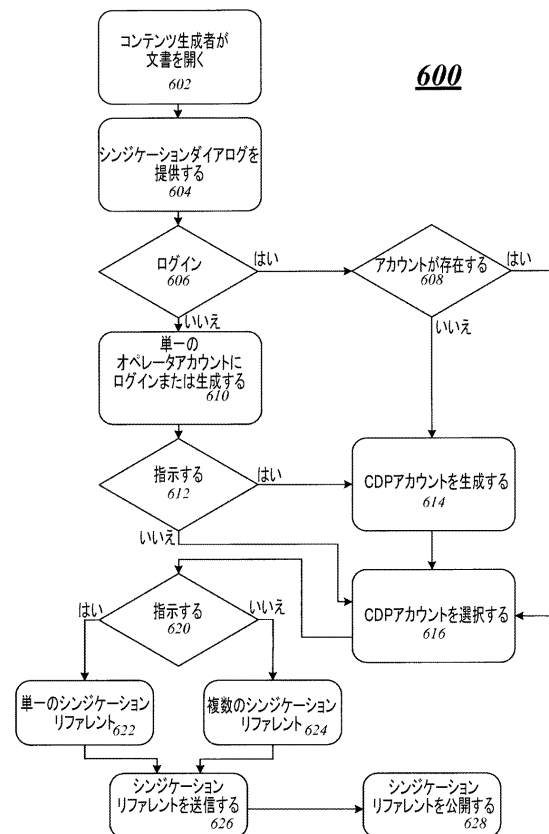 600
コンテンツ生成者が
文書を開く
602
シンジケーションダイアログを
提供する
604
ログイン
606
はい
アカウントが存在する
608
はい
いいえ
いいえ
単一の
オペレータアカウントに
ログインまたは生成する
610
指示する
612
はい
CDPアカウントを生成する
614
いいえ
CDPアカウントを選択する
616
指示する
620
はい
いいえ
単一のシンジケーション
リファレント
622
複数のシンジケーション
リファレント
624
シンジケーション
リファレントを送信する
626
シンジケーション
リファレントを公開する
628